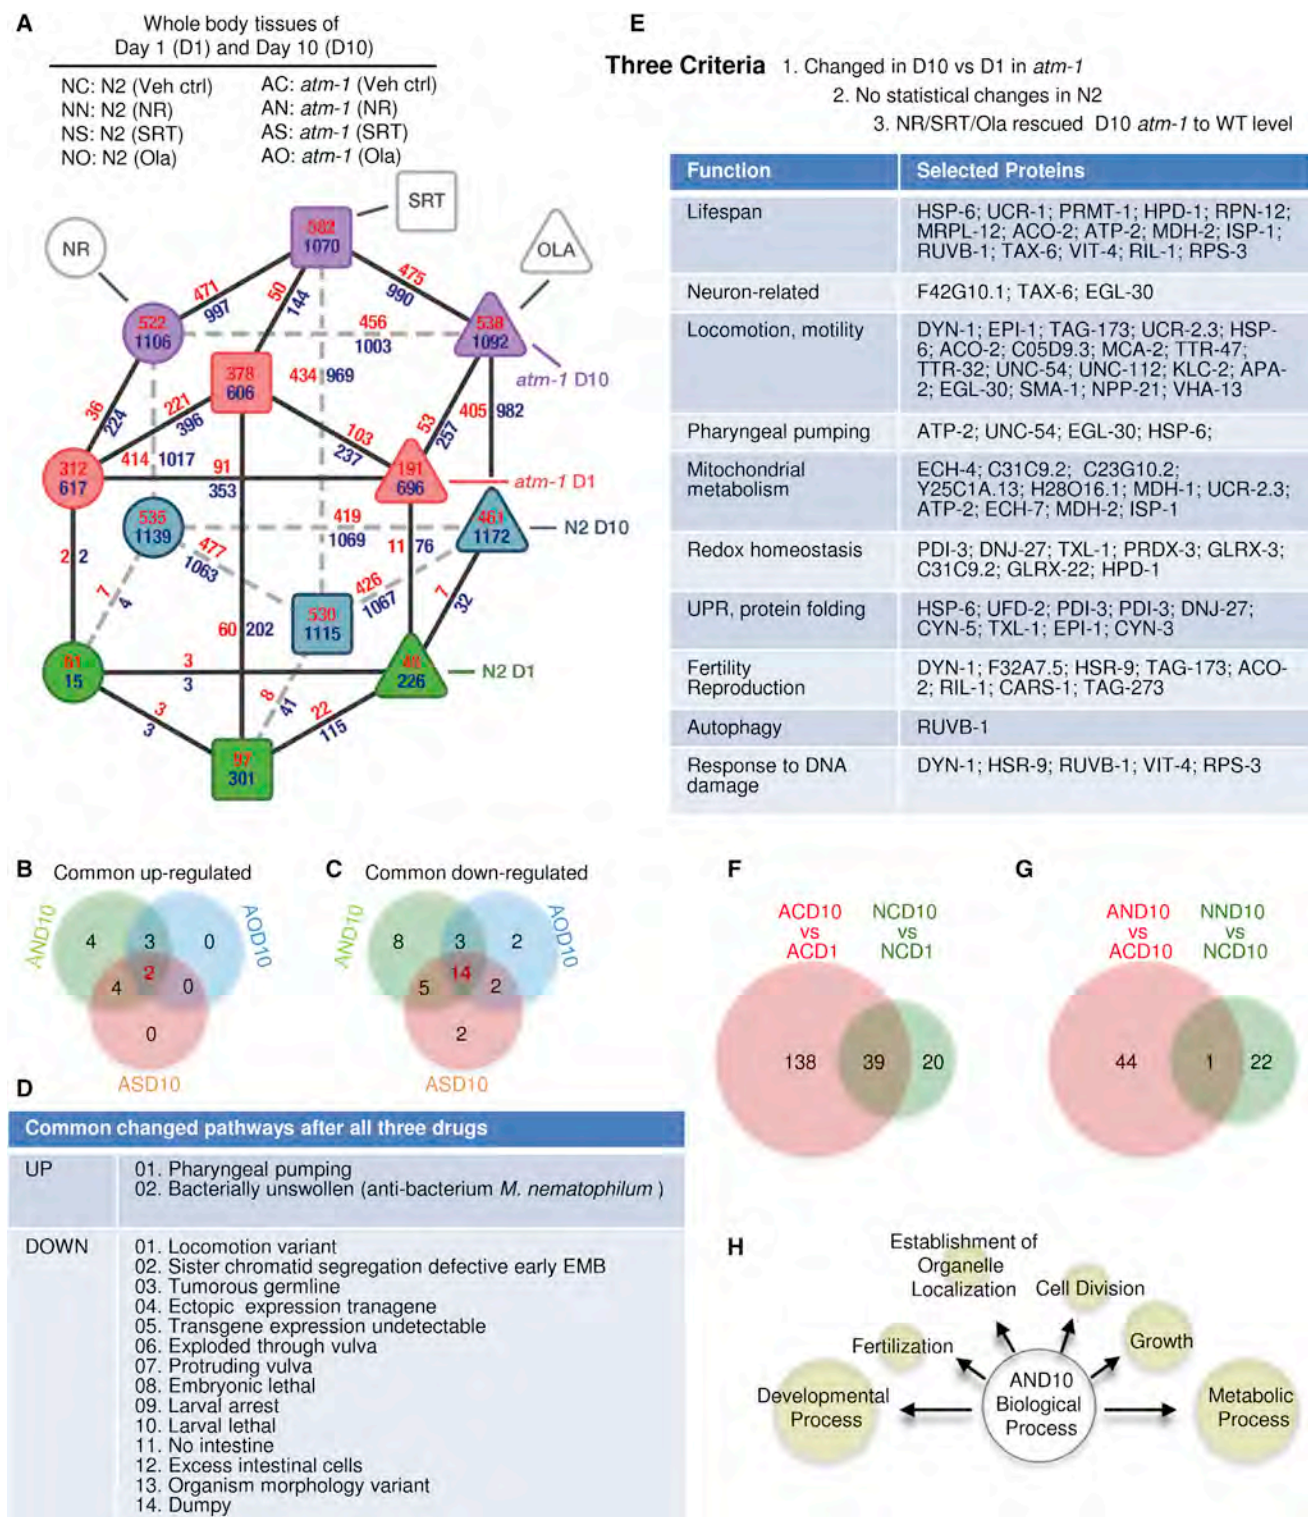 A
Whole body tissues of
Day 1 (D1) and Day 10 (D10)
NC: N2 (Veh ctrl)
NN: N2 (NR)
NS: N2 (SRT)
NO: N2 (Ola)
AC: atm-1 (Veh ctrl)
AN: atm-1 (NR)
AS: atm-1 (SRT)
AO: atm-1 (Ola)
SRT
NR
OLA
582
1070
471
997
50
144
475
990
522
1106
456
1003
538
1092
378
606
434
969
atm-1 D10
36
224
221
396
103
237
53
257
405
982
414
1017
312
617
91
353
191
696
atm-1 D1
535
1139
419
1069
461
1172
N2 D10
477
1063
426
1067
11
76
2
2
7
4
7
32
530
1115
60
202
15
3
3
226
N2 D1
3
3
8
41
22
115
97
301
E
Three Criteria
1. Changed in D10 vs D1 in atm-1
2. No statistical changes in N2
3. NR/SRT/Ola rescued D10 atm-1 to WT level
Function
Selected Proteins
Lifespan
HSP-6; UCR-1; PRMT-1; HPD-1; RPN-12;
MRPL-12; ACO-2; ATP-2; MDH-2; ISP-1;
RUVB-1; TAX-6; VIT-4; RIL-1; RPS-3
Neuron-related
F42G10.1; TAX-6; EGL-30
Locomotion, motility
DYN-1; EPI-1; TAG-173; UCR-2.3; HSP-
6; ACO-2; C05D9.3; MCA-2; TTR-47;
TTR-32; UNC-54; UNC-112; KLC-2; APA-
2; EGL-30; SMA-1; NPP-21; VHA-13
Pharyngeal pumping
ATP-2; UNC-54; EGL-30; HSP-6;
Mitochondrial
metabolism
ECH-4; C31C9.2; C23G10.2;
Y25C1A.13; H28O16.1; MDH-1; UCR-2.3;
ATP-2; ECH-7; MDH-2; ISP-1
Redox homeostasis
PDI-3; DNJ-27; TXL-1; PRDX-3; GLRX-3;
C31C9.2; GLRX-22; HPD-1
UPR, protein folding
HSP-6; UFD-2; PDI-3; PDI-3; DNJ-27;
CYN-5; TXL-1; EPI-1; CYN-3
Fertility
Reproduction
DYN-1; F32A7.5; HSR-9; TAG-173; ACO-
2; RIL-1; CARS-1; TAG-273
Autophagy
RUVB-1
Response to DNA
damage
DYN-1; HSR-9; RUVB-1; VIT-4; RPS-3
B
Common up-regulated
AND10
AOD10
4
3
0
2
4
0
0
ASD10
C
Common down-regulated
AND10
AOD10
8
3
2
14
5
2
2
ASD10
D
Common changed pathways after all three drugs
UP
01. Pharyngeal pumping
02. Bacterially unswollen (anti-bacterium M. nematophilum )
DOWN
01. Locomotion variant
02. Sister chromatid segregation defective early EMB
03. Tumorous germline
04. Ectopic expression tranagene
05. Transgene expression undetectable
06. Exploded through vulva
07. Protruding vulva
08. Embryonic lethal
09. Larval arrest
10. Larval lethal
11. No intestine
12. Excess intestinal cells
13. Organism morphology variant
14. Dumpy
F
ACD10
vs
ACD1
NCD10
vs
NCD1
138
39
20
G
AND10
vs
ACD10
NND10
vs
NCD10
44
1
22
H
Establishment of
Organelle
Localization
Cell Division
Fertilization
Growth
Developmental
Process
AND10
Biological
Process
Metabolic
Process